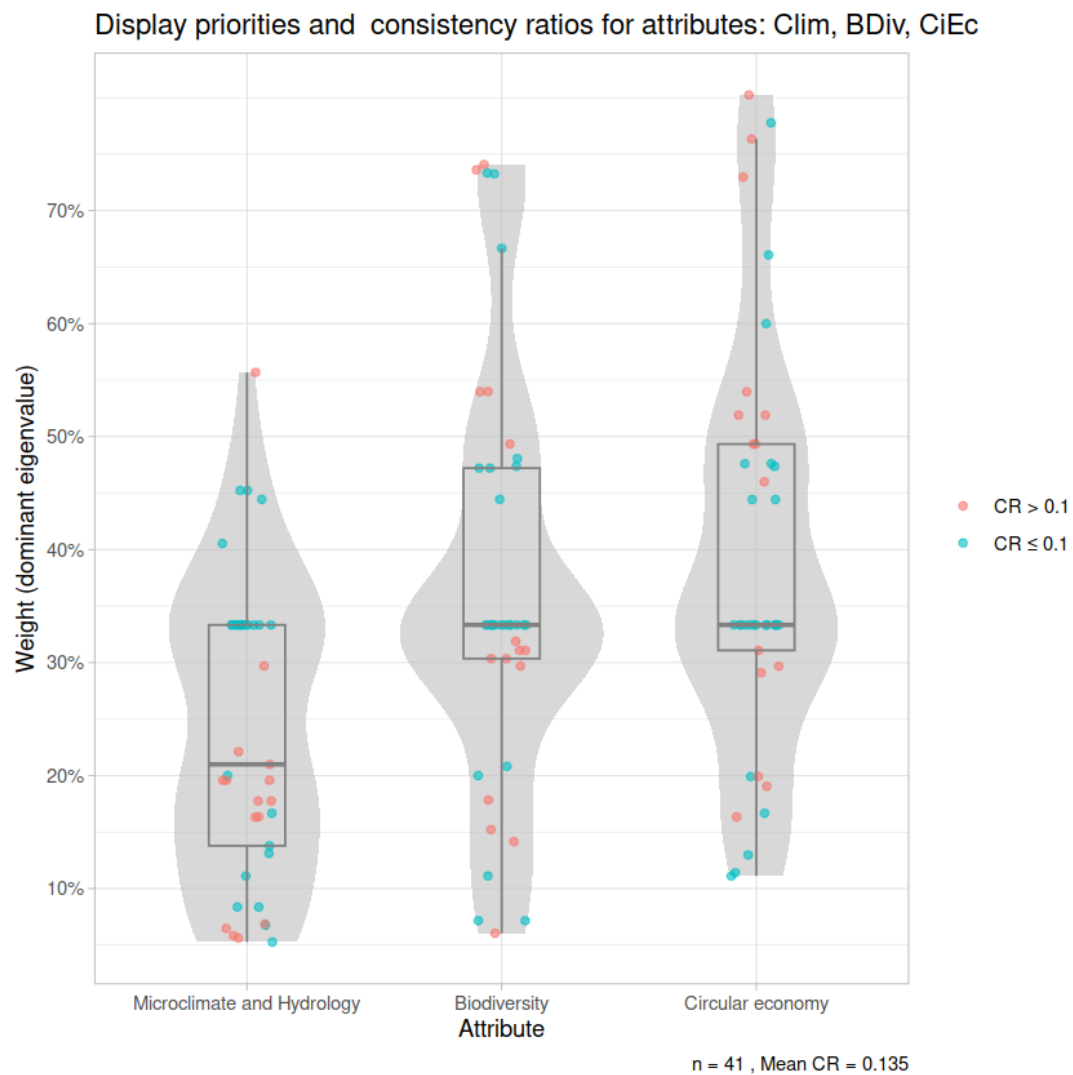 Display priorities and  consistency ratios for attributes: Clim, BDiv, CiEc
Weight (dominant eigenvalue)
70%
60%
50%
40%
30%
20%
10%
CR > 0.1
CR ≤ 0.1
Microclimate and Hydrology
Biodiversity
Circular economy
Attribute
n = 41 , Mean CR = 0.135